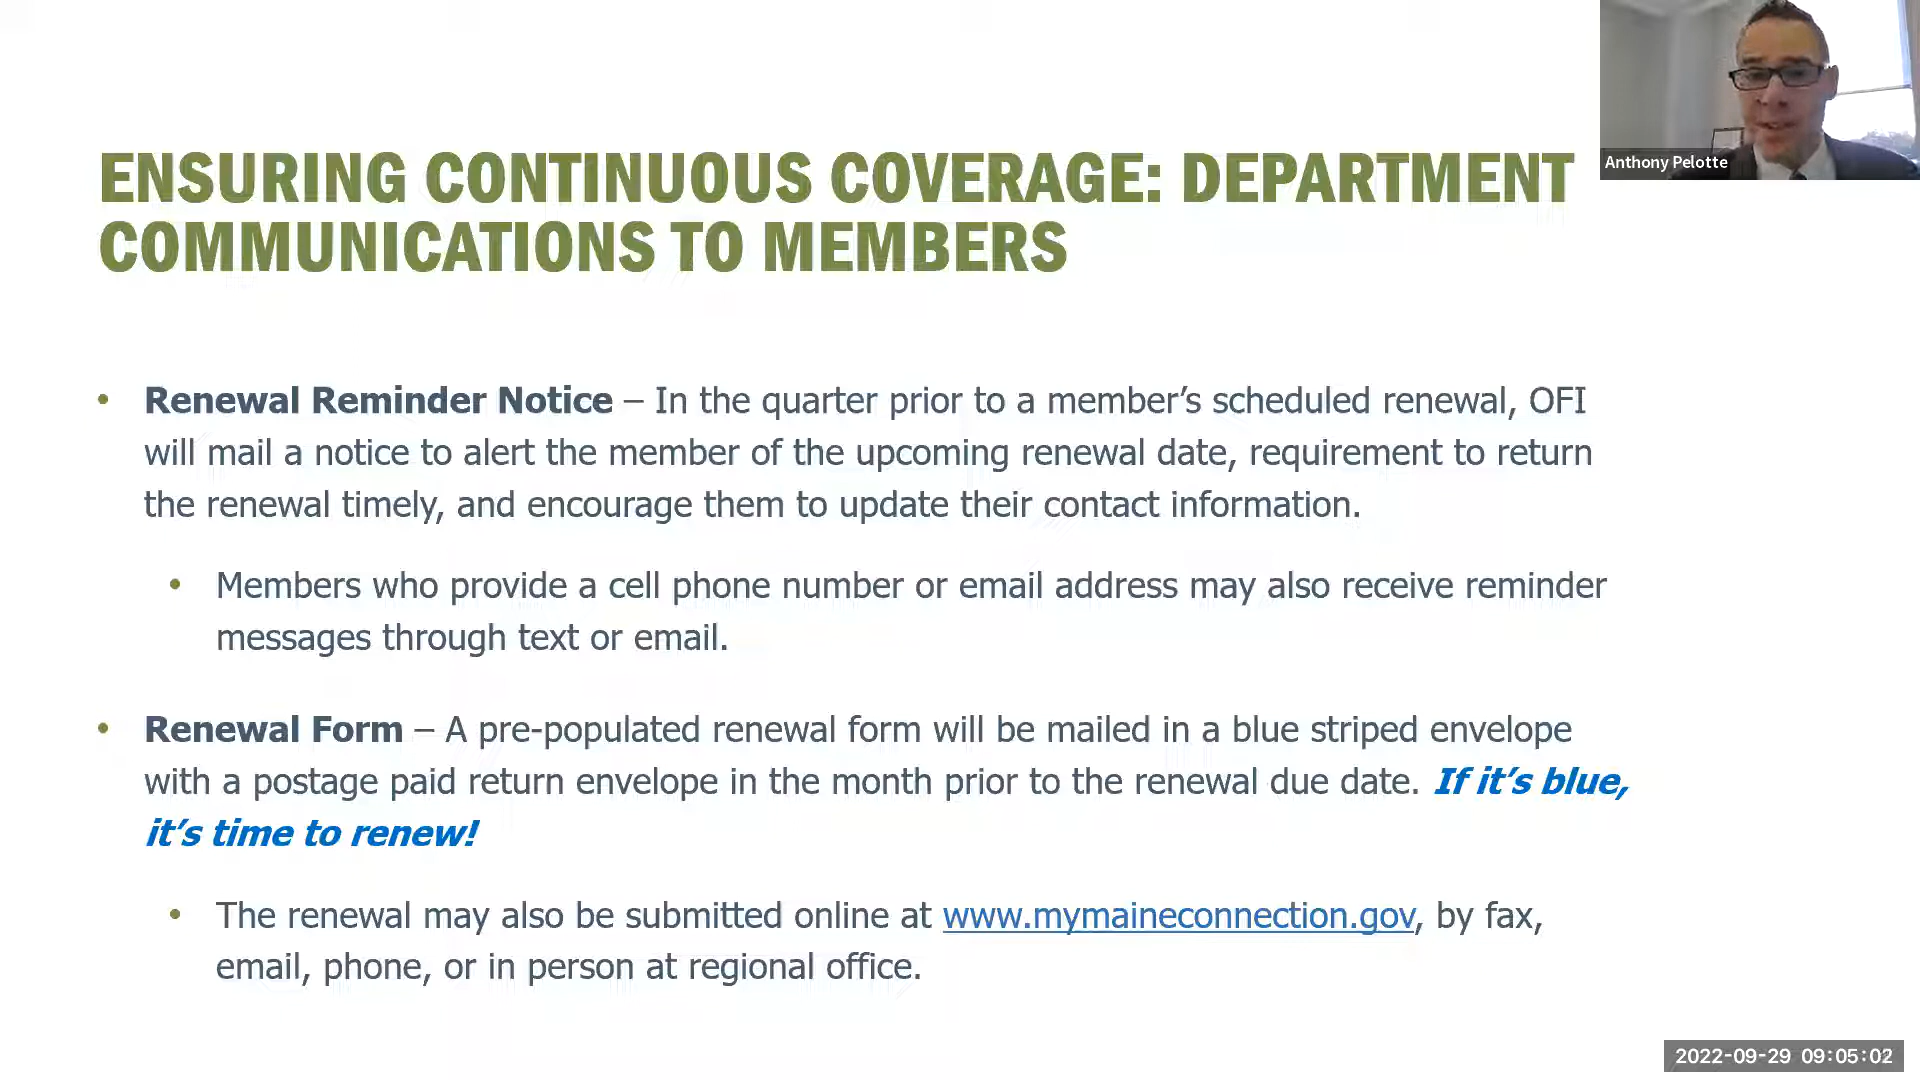 Anthony Pelotte
ENSURING CONTINUOUS COVERAGE: DEPARTMENT
COMMUNICATIONS TO MEMBERS
• Renewal Reminder Notice – In the quarter prior to a member’s scheduled renewal, OFI
will mail a notice to alert the member of the upcoming renewal date, requirement to return
the renewal timely, and encourage them to update their contact information.
• Members who provide a cell phone number or email address may also receive reminder
messages through text or email.
• Renewal Form – A pre-populated renewal form will be mailed in a blue striped envelope
with a postage paid return envelope in the month prior to the renewal due date. If it’s blue,
it’s time to renew!
• The renewal may also be submitted online at www.mymaineconnection.gov, by fax,
email, phone, or in person at regional office.
2022-09-29 09:05:02